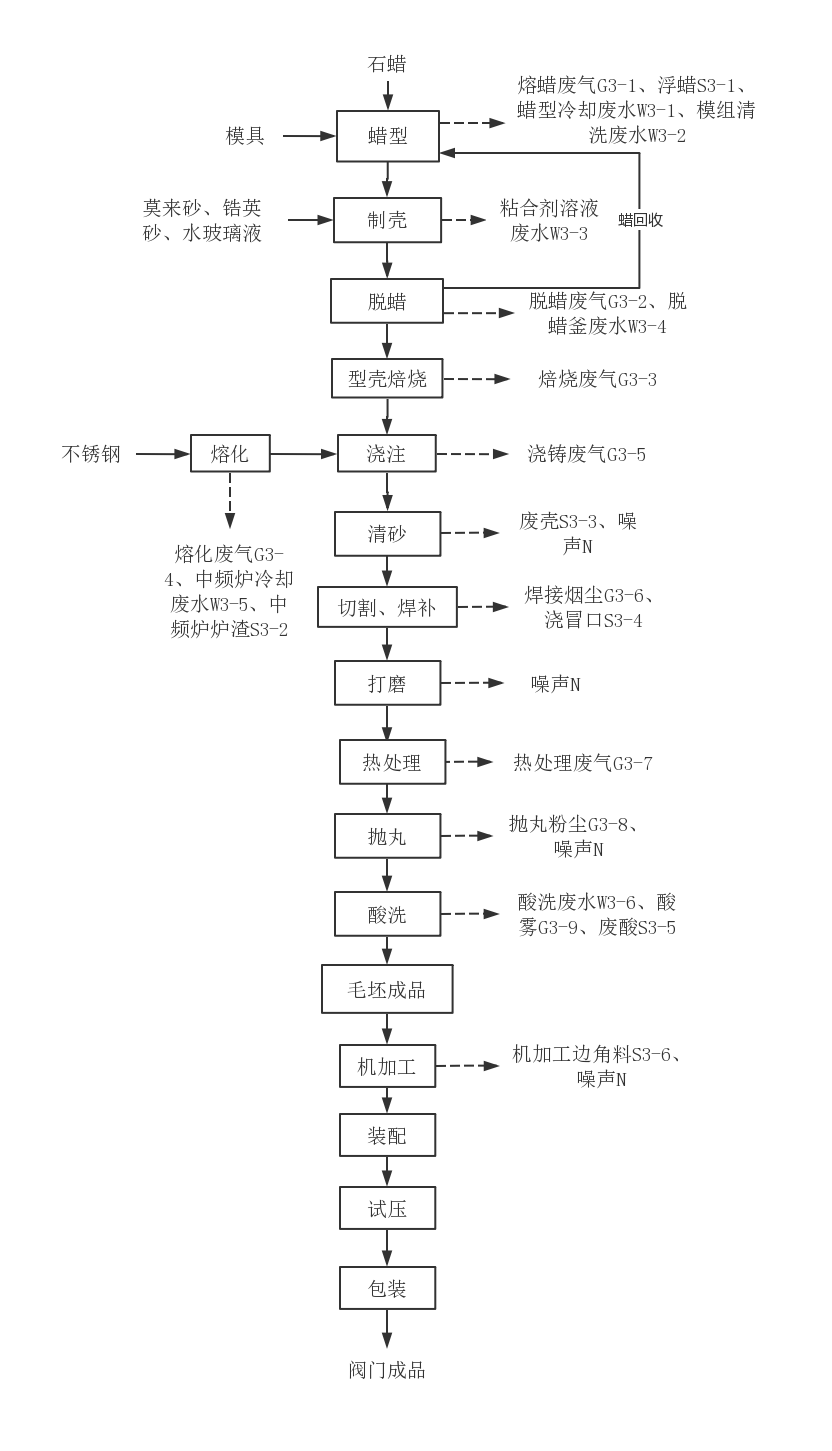 石蜡
熔蜡废气G3-1、浮蜡S3-1、
蜡型冷却废水W3-1、模组清
洗废水W3-2
模具
蜡型
莫来砂、锆英
砂、水玻璃液
制壳
粘合剂溶液
废水W3-3
蜡回收
脱蜡
脱蜡废气G3-2、脱
蜡釜废水W3-4
型壳焙烧
焙烧废气G3-3
不锈钢
熔化
浇注
浇铸废气G3-5
熔化废气G3-
4、中频炉冷却
废水W3-5、中
频炉炉渣S3-2
清砂
废壳S3-3、噪
声N
切割、焊补
焊接烟尘G3-6、
浇冒口S3-4
打磨
噪声N
热处理
热处理废气G3-7
抛丸
抛丸粉尘G3-8、
噪声N
酸洗
酸洗废水W3-6、酸
雾G3-9、废酸S3-5
毛坯成品
机加工
机加工边角料S3-6、
噪声N
装配
试压
包装
阀门成品